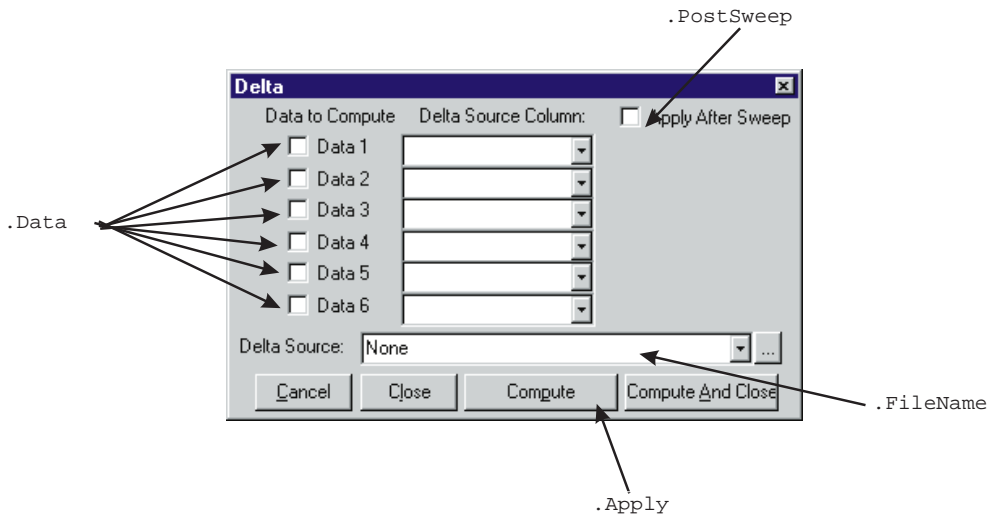 .PostSweep
Delta
Data to Compute Delta Source Column: Apply After Sweep
Data 1
Data 2
Data 3
.Data
Data 4
Data 5
Data 6
Delta Source: None ...
Cancel Close Compute Compute And Close
.FileName
.Apply